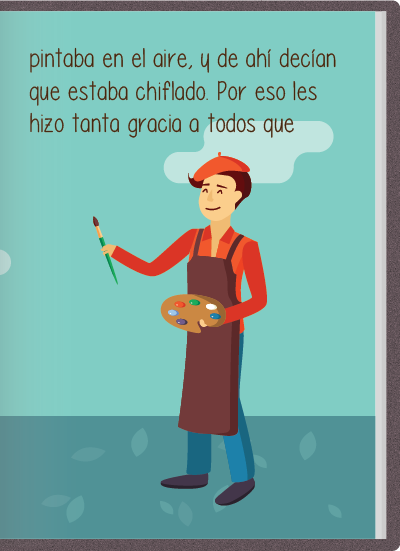 pintaba en el aire, y de ahí decían
que estaba chiflado. Por eso les
hizo tanta gracia a todos que